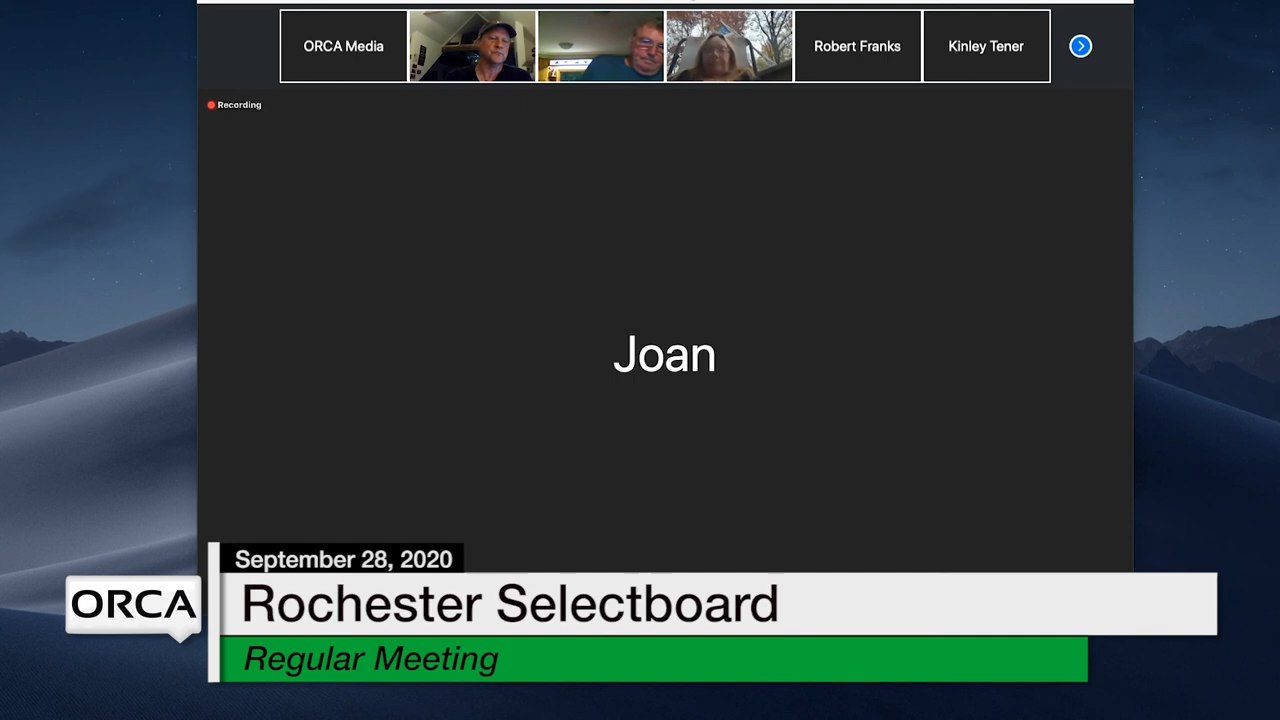 ORCA Media
Robert Franks
Kinley Tener
Recording
Joan
September 28, 2020
ORCA
Rochester Selectboard
Regular Meeting